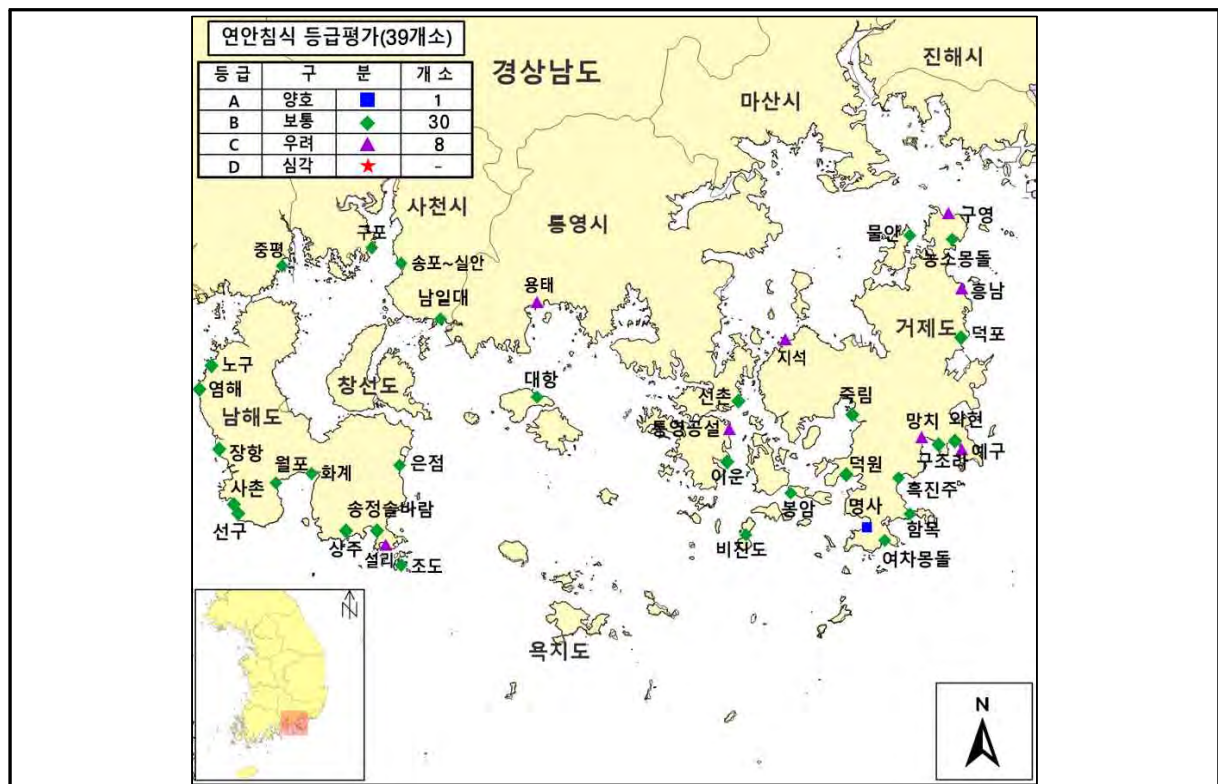 연안침식 등급평가(39개소)
등 급 구 분 개 소
A 양호 1
B 보통 30
C 우려 8
D 심각 -
경상남도
진해시
마산시
사천시
통영시
구영
물안
농소몽돌
중평
구포
송포~실안
흥남
용태
남일대
거제도
덕포
지석
노구
염해
창선도
대항
선촌
죽림
남해도
통영공설
망치
와현
장항
구조라
예구
월포
화계
은점
이운
덕원
흑진주
사촌
선구
송정솔바람
봉암
명사
함목
상주
설리
조도
비진도
여차몽돌
욕지도
N
N